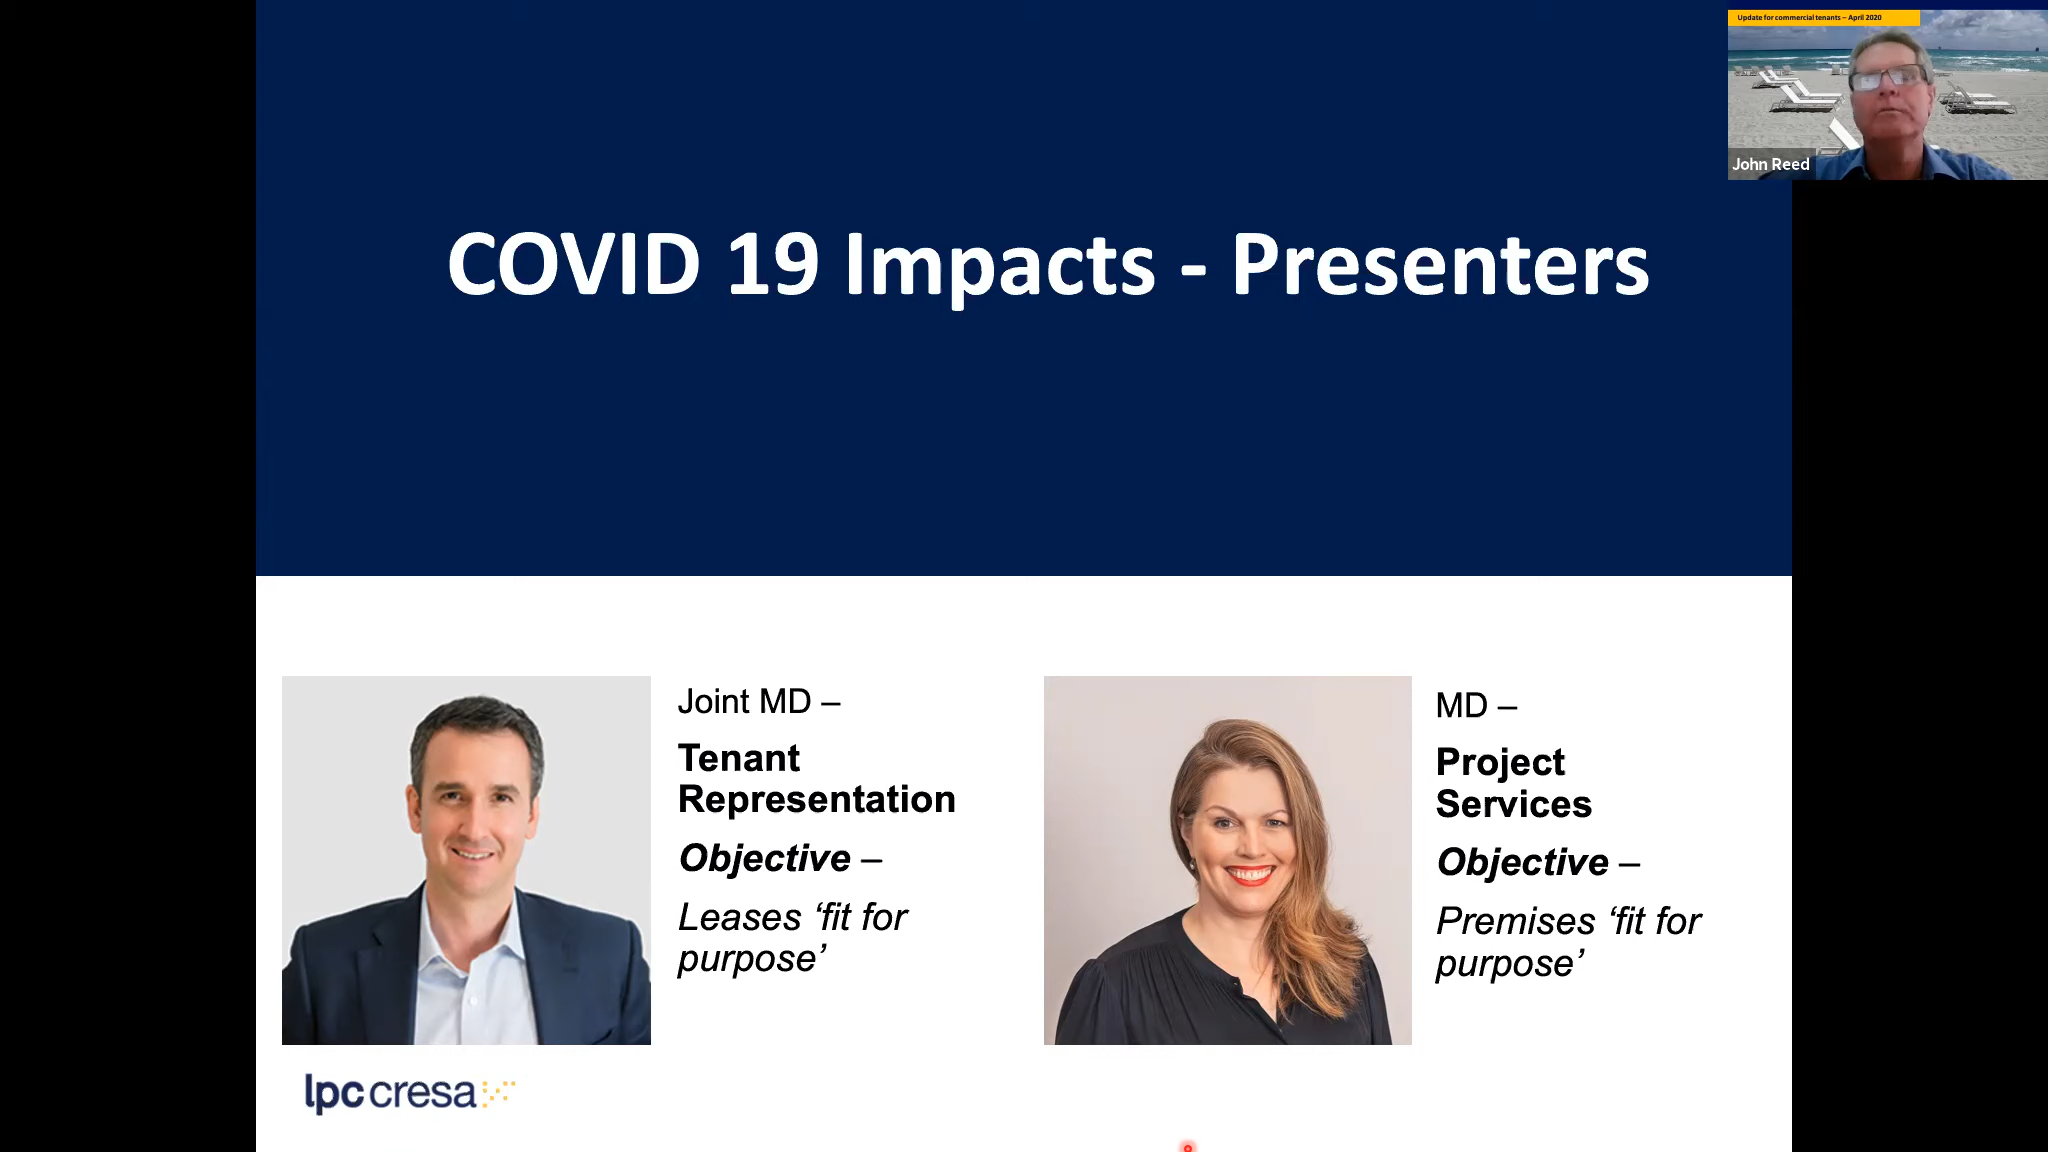 Update for commercial tenants – April 2020
John Reed
COVID 19 Impacts - Presenters
Joint MD –
Tenant
Representation
Objective –
Leases ‘fit for
purpose’
MD –
Project
Services
Objective –
Premises ‘fit for
purpose’
lpc cresa